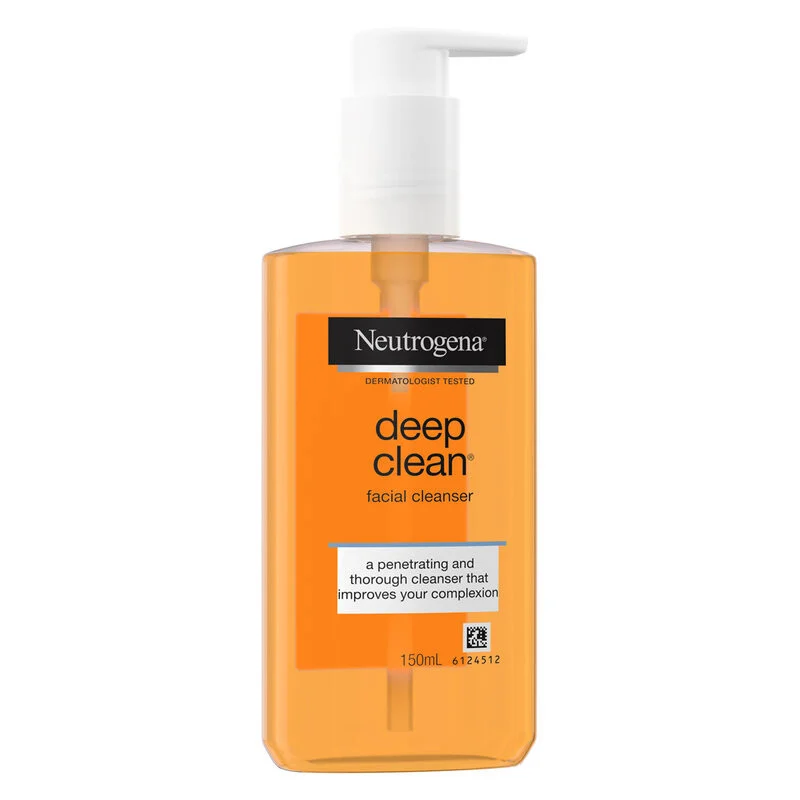 Neutrogena®
DERMATOLOGIST TESTED
deep
clean®
facial cleanser
a penetrating and
thorough cleanser that
improves your complexion
150mL 6124512